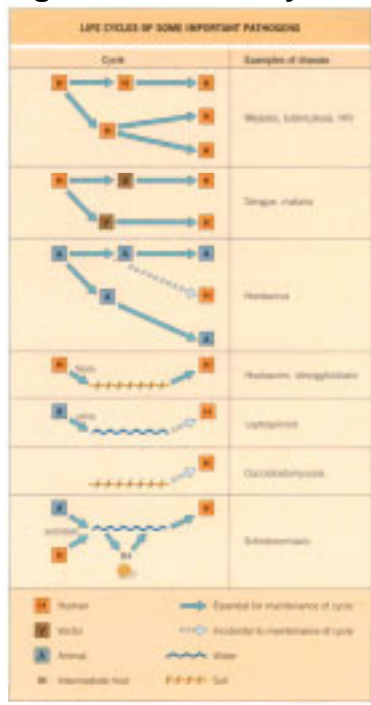 LIFE CYCLES OF SOME IMPORTANT PATHOGENS
Cycle Examples of disease
H H H
H
H
H
Measles, tuberculosis, HIV
H V H
V H
Dengue, malaria
A A A
H
A
A
Hantavirus
H feces H
Hookworm, strongyloidiasis
A urine H
Leptospirosis
H
Coccidioidomycosis
A H
H
IH
Schistosomiasis
H Human Essential for maintenance of cycle
V Vector Incidental to maintenance of cycle
A Animal Water
IH Intermediate host Soil